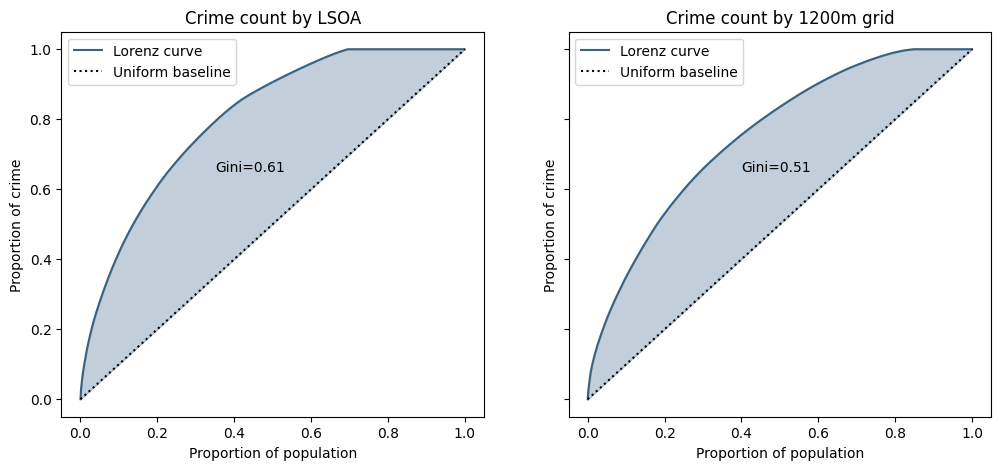 Crime count by LSOA
Lorenz curve
Uniform baseline
Gini=0.61
1.0
0.8
0.6
0.4
0.2
0.0
Proportion of crime
0.0 0.2 0.4 0.6 0.8 1.0
Proportion of population
Crime count by 1200m grid
Lorenz curve
Uniform baseline
Gini=0.51
Proportion of crime
0.0 0.2 0.4 0.6 0.8 1.0
Proportion of population